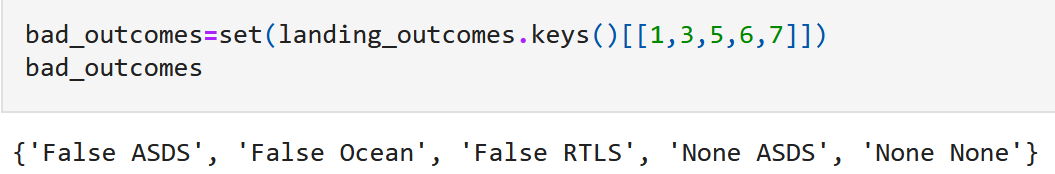 bad_outcomes=set(landing_outcomes.keys()[[1,3,5,6,7]])
bad_outcomes
{'False ASDS', 'False Ocean', 'False RTLS', 'None ASDS', 'None None'}